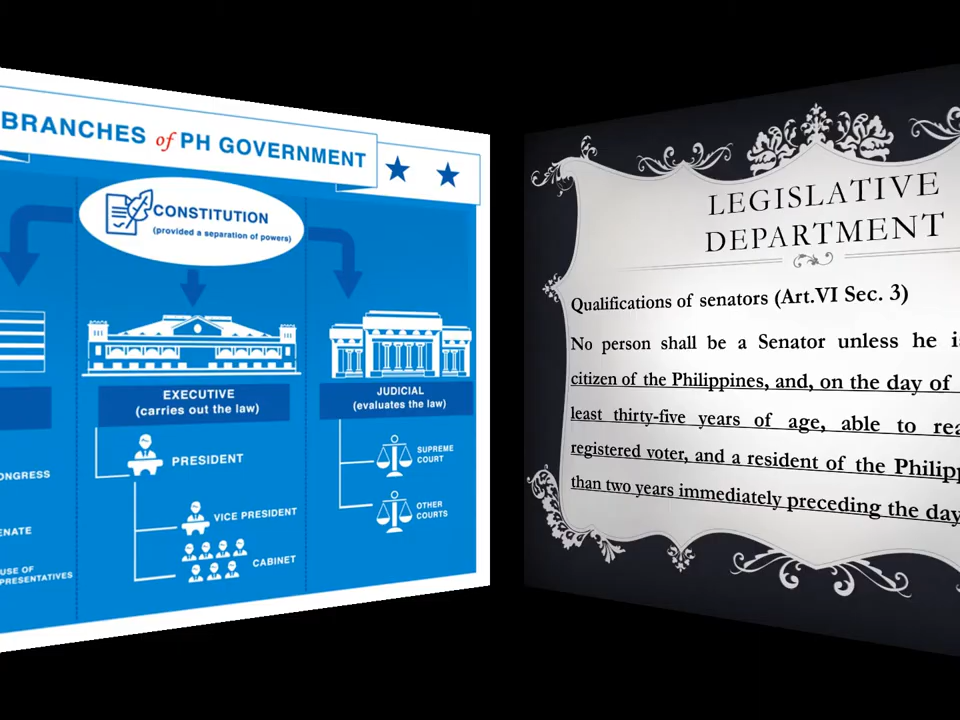 BRANCHES of PH GOVERNMENT
CONSTITUTION
(provided a separation of powers)
EXECUTIVE
(carries out the law)
JUDICIAL
(evaluates the law)
PRESIDENT
VICE PRESIDENT
CABINET
SUPREME
COURT
OTHER
COURTS
ONGRESS
ENATE
USE OF
PRESENTATIVES
LEGISLATIVE
DEPARTMENT
Qualifications of senators (Art.VI Sec. 3)
No person shall be a Senator unless he is
citizen of the Philippines, and, on the day of
least thirty-five years of age, able to rea
registered voter, and a resident of the Philipp
than two years immediately preceding the day